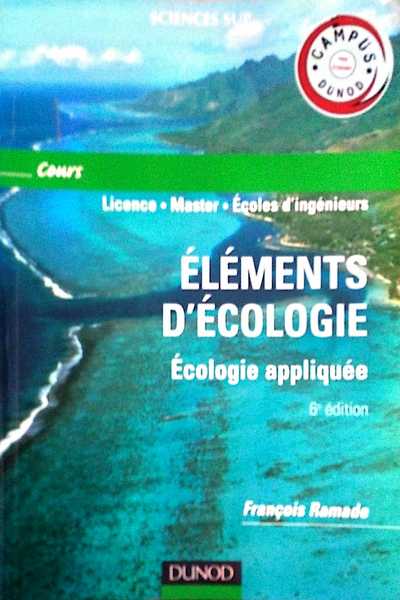 SCIENCES SUP
CAMPUS
DUNOD
Cours
Licence • Master • Écoles d'ingénieurs
ÉLÉMENTS
D'ÉCOLOGIE
Écologie appliquée
6e édition
François Ramade
DUNOD